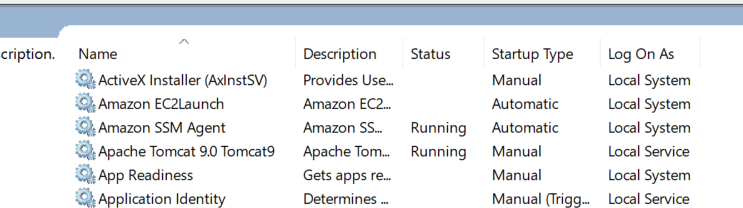 cription. Name Description Status Startup Type Log On As
ActiveX Installer (AxInstSV) Provides Use... Manual Local System
Amazon EC2Launch Amazon EC2... Automatic Local System
Amazon SSM Agent Amazon SS... Running Automatic Local System
Apache Tomcat 9.0 Tomcat9 Apache Tom... Running Manual Local Service
App Readiness Gets apps re... Manual Local System
Application Identity Determines ... Manual (Trigg... Local Service